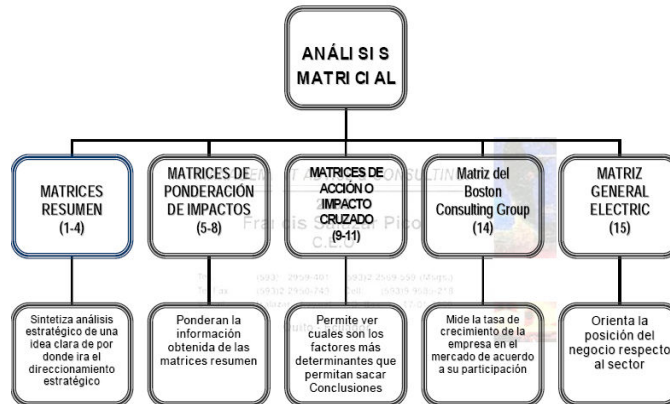 ANÁLISIS
MATRICIAL
MATRICES
RESUMEN
(1-4)
MATRICES DE
PONDERACIÓN
DE IMPACTOS
(5-8)
MATRICES DE
ACCIÓN O
IMPACTO
CRUZADO
(9-11)
Matriz del
Boston
Consulting Group
(14)
MATRIZ
GENERAL
ELECTRIC
(15)
Sintetiza análisis
estratégico de una
idea clara de por
donde ira el
direccionamiento
estratégico
Ponderan la
información
obtenida de las
matrices resumen
Permite ver
cuales son los
factores más
determinantes que
permitan sacar
Conclusiones
Mide la tasa de
crecimiento de la
empresa en el
mercado de acuerdo
a su participación
Orienta la
posición del
negocio respecto
al sector